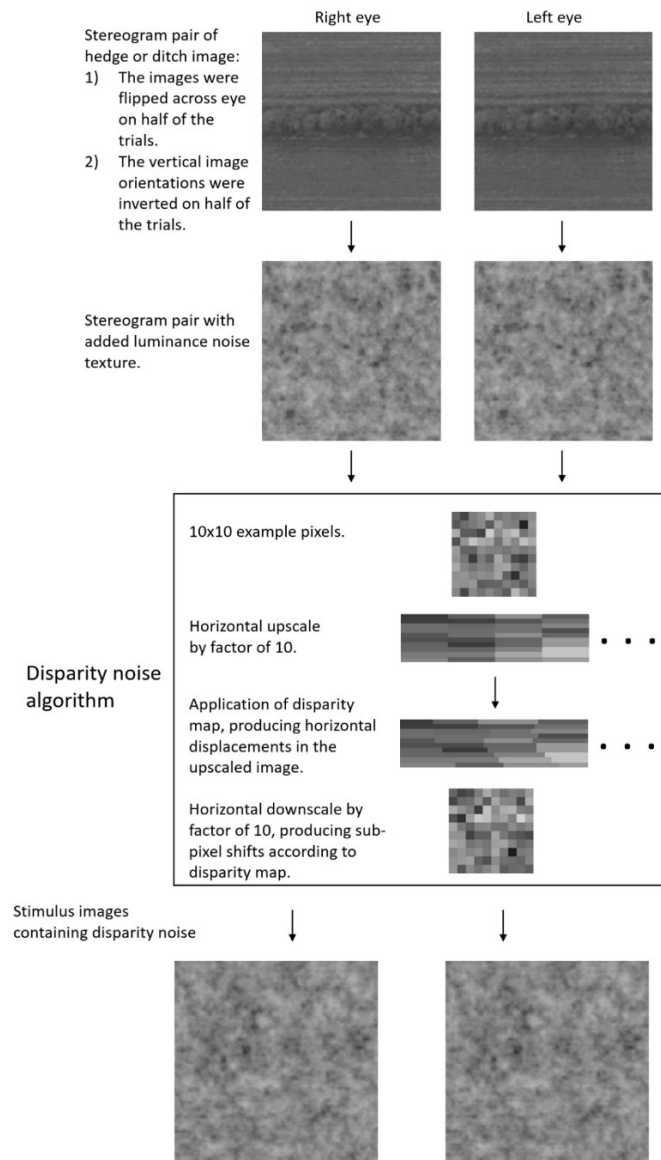 Right eye
Left eye
Stereogram pair of
hedge or ditch image:
1) The images were
flipped across eye
on half of the
trials.
2) The vertical image
orientations were
inverted on half of
the trials.
Stereogram pair with
added luminance noise
texture.
10x10 example pixels.
Horizontal upscale
by factor of 10.
Disparity noise
algorithm
Application of disparity
map, producing horizontal
displacements in the
upscaled image.
Horizontal downscale by
factor of 10, producing sub-
pixel shifts according to
disparity map.
Stimulus images
containing disparity noise